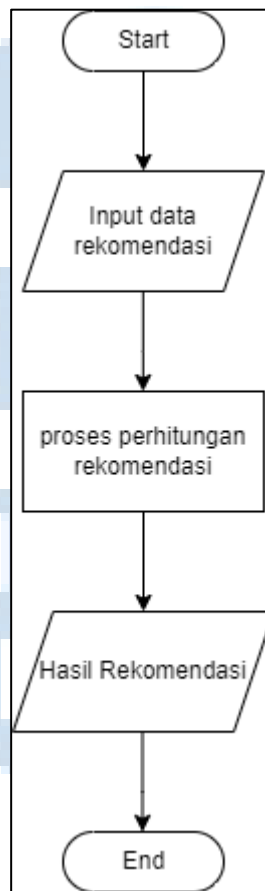 Start
Input data
rekomendasi
proses perhitungan
rekomendasi
Hasil Rekomendasi
End